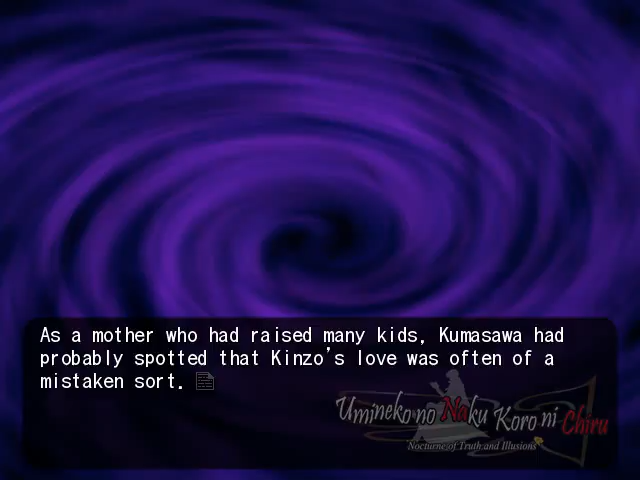 As a mother who had raised many kids, Kumasawa had
probably spotted that Kinzo's love was often of a
mistaken sort.
Umineko no Naku Koro ni Chiru
Nocturne of Truth and Illusions